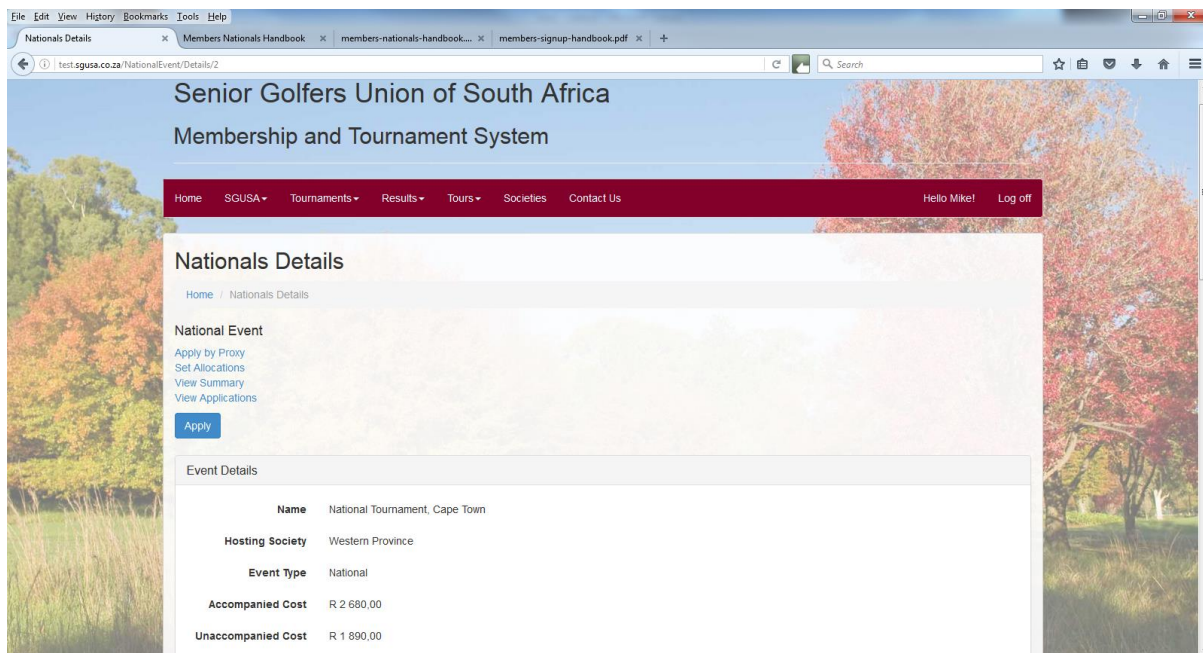 File Edit View History Bookmarks Tools Help
Nationals Details × Members Nationals Handbook × members-nationals-handbook.... × members-signup-handbook.pdf × +
test.sgusa.co.za/NationalEvent/Details/2 Search
Senior Golfers Union of South Africa
Membership and Tournament System
Home SGUSA Tournaments Results Tours Societies Contact Us Hello Mike! Log off
Nationals Details
Home / Nationals Details
National Event
Apply by Proxy
Set Allocations
View Summary
View Applications
Apply
Event Details
Name National Tournament, Cape Town
Hosting Society Western Province
Event Type National
Accompanied Cost R 2 680,00
Unaccompanied Cost R 1 890,00